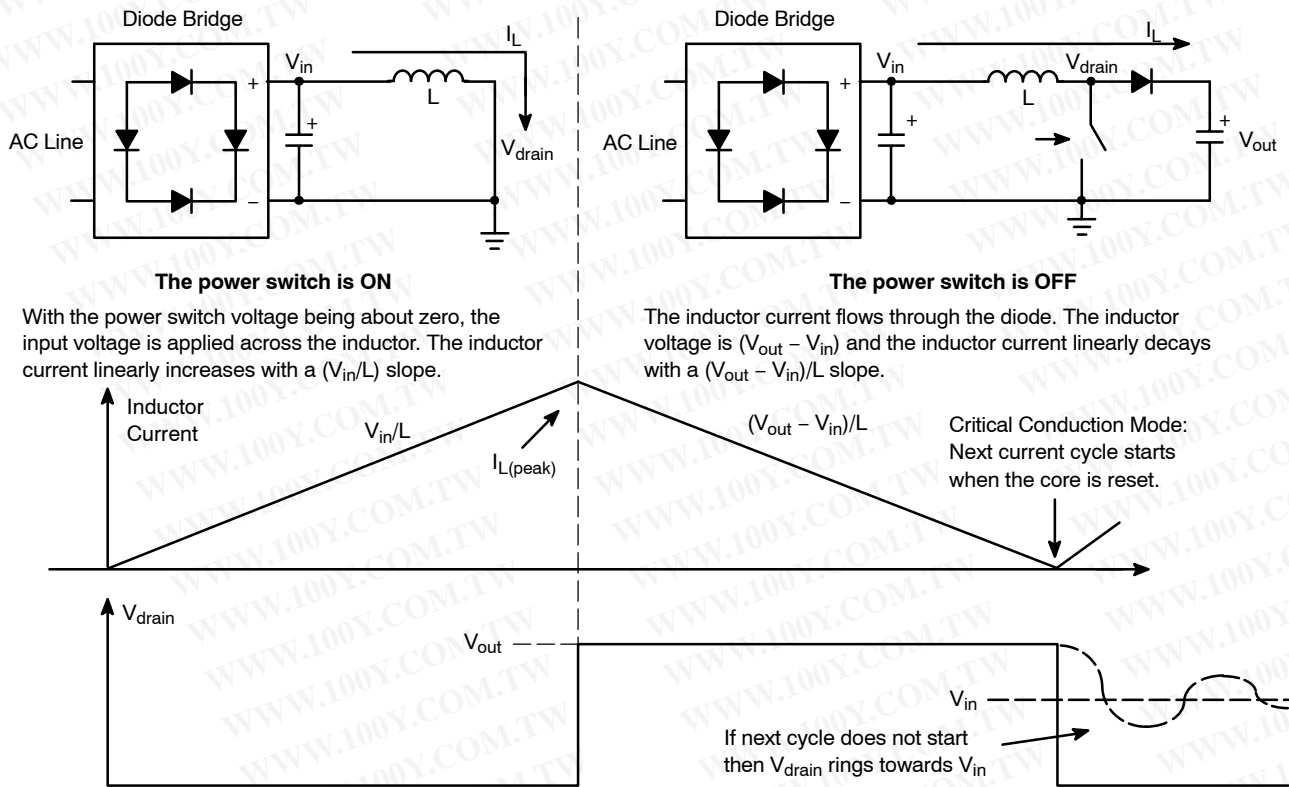 Diode Bridge
AC Line
+
−
V_in
+
L
I_L
V_drain
Diode Bridge
AC Line
+
−
V_in
+
L
I_L
V_drain
+
V_out
The power switch is ON
With the power switch voltage being about zero, the
input voltage is applied across the inductor. The inductor
current linearly increases with a (V_in/L) slope.
The power switch is OFF
The inductor current flows through the diode. The inductor
voltage is (V_out − V_in) and the inductor current linearly decays
with a (V_out − V_in)/L slope.
Inductor
Current
V_in/L
I_L(peak)
(V_out − V_in)/L
Critical Conduction Mode:
Next current cycle starts
when the core is reset.
V_drain
V_out
V_in
If next cycle does not start
then V_drain rings towards V_in
WWW.100Y.COM.TW